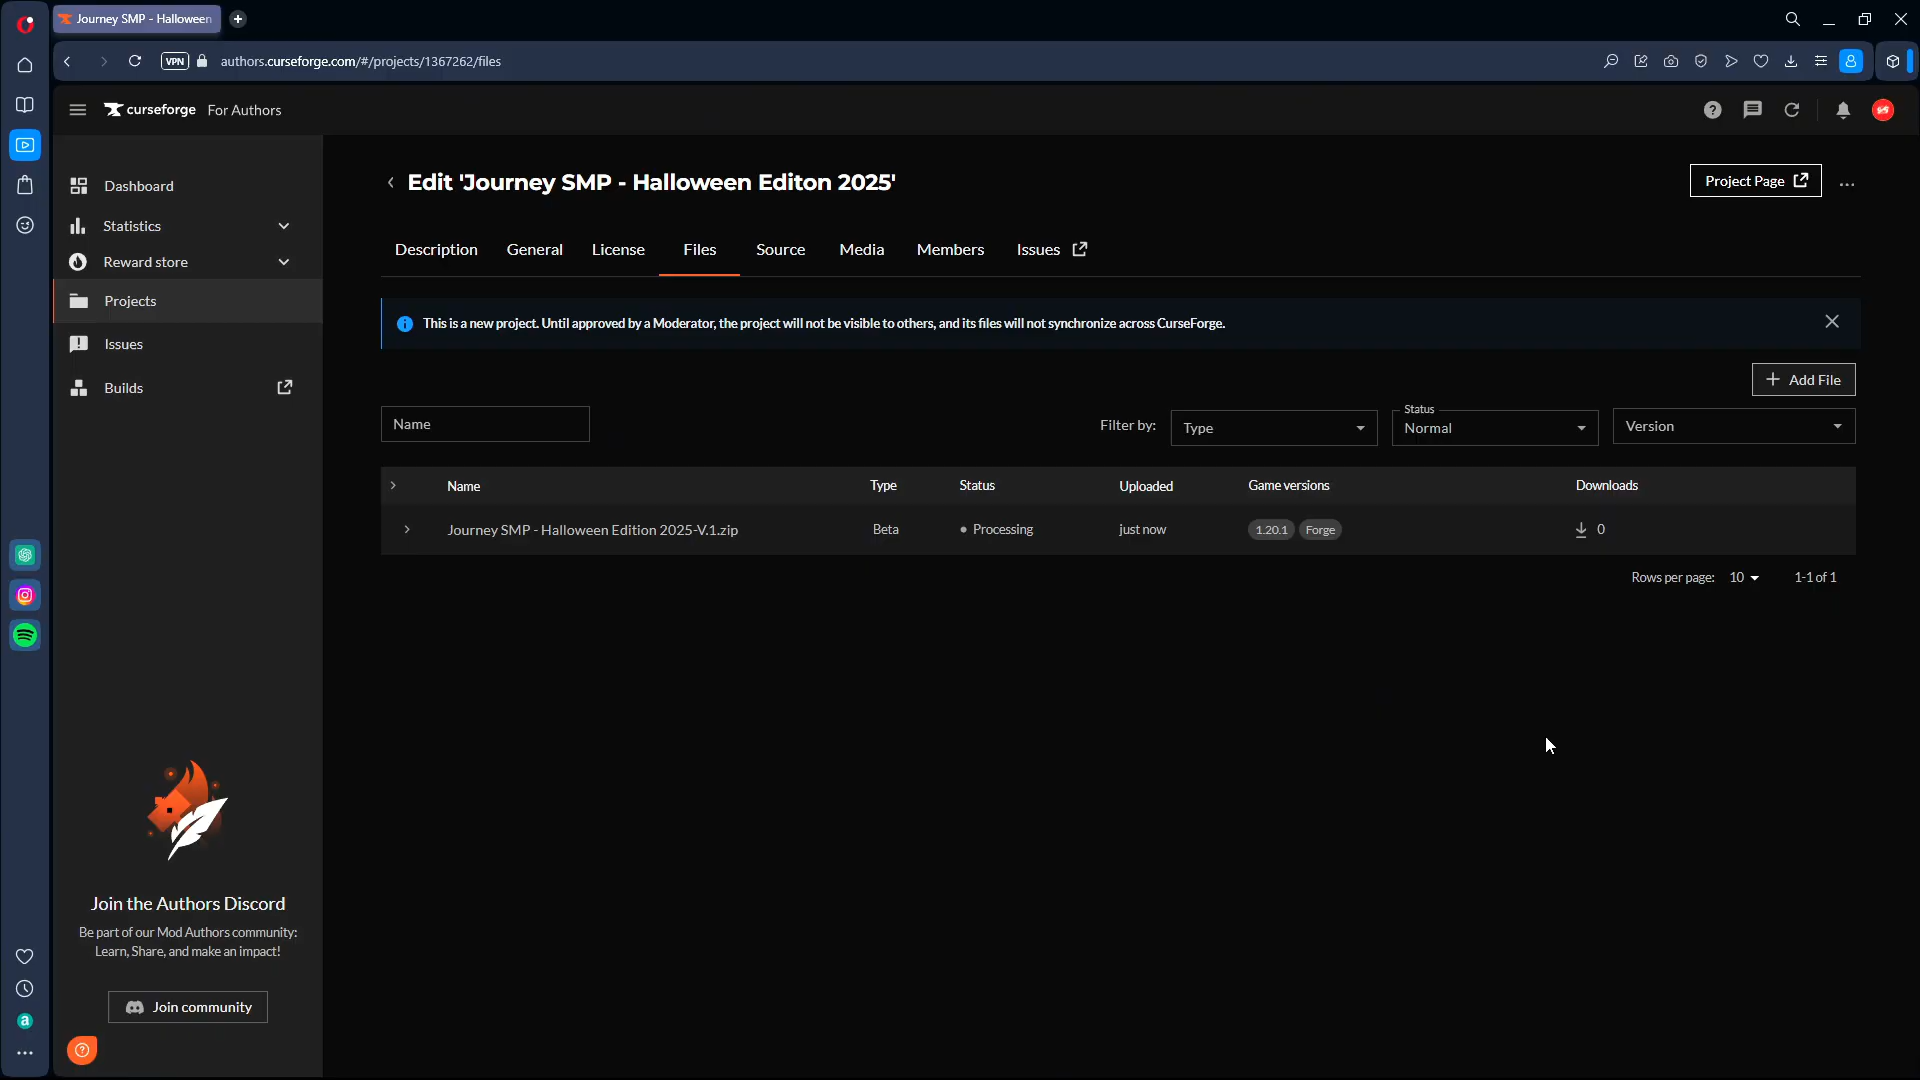 Journey SMP - Halloween
VPN
authors.curseforge.com/#/projects/1367262/files
curseforge For Authors
Dashboard
Statistics
Reward store
Projects
Issues
Builds
Join the Authors Discord
Be part of our Mod Authors community:
Learn, Share, and make an impact!
Join community
Edit 'Journey SMP - Halloween Editon 2025'
Project Page
Description General License Files Source Media Members Issues
This is a new project. Until approved by a Moderator, the project will not be visible to others, and its files will not synchronize across CurseForge.
Add File
Name
Filter by:
Type
Status
Normal
Version
Name Type Status Uploaded Game versions Downloads
Journey SMP - Halloween Edition 2025-V.1.zip Beta Processing just now 1.20.1 Forge 0
Rows per page: 10 1-1 of 1